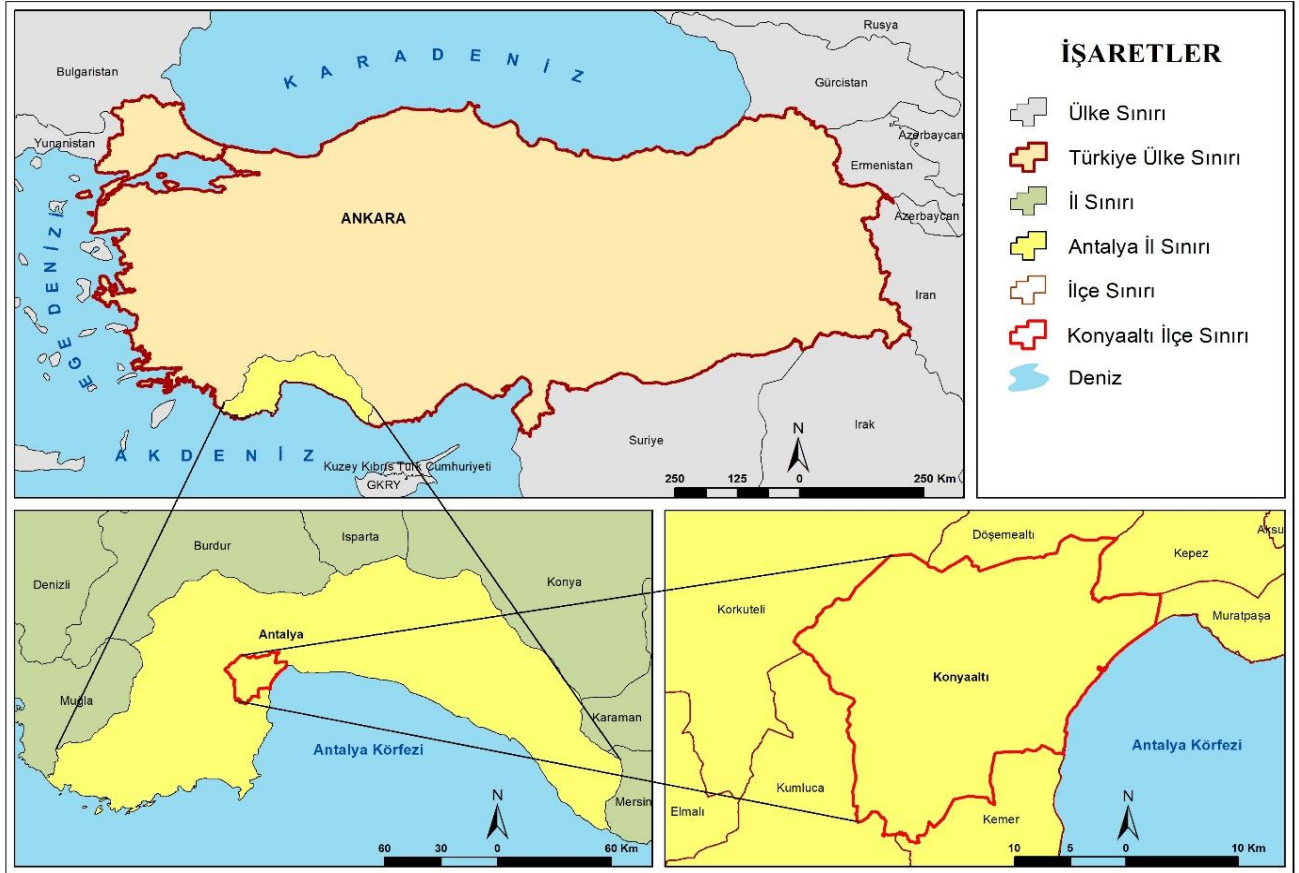 Rusya
Bulgaristan
KARADENİZ
Gürcistan
Yunanistan
Azerbaycan
Ermenistan
ANKARA
Azerbaycan
EGE DENİZİ
Iran
AKDENİZ
Kuzey Kıbrıs Türk Cumhuriyeti
GKRY
Suriye
Irak
N
250 125 0 250 Km
İŞARETLER
Ülke Sınırı
Türkiye Ülke Sınırı
İl Sınırı
Antalya İl Sınırı
İlçe Sınırı
Konyaaltı İlçe Sınırı
Deniz
Isparta
Burdur
Denizli
Konya
Antalya
Muğla
Karaman
Antalya Körfezi
Mersin
N
60 30 0 60 Km
Döşemealtı
Aksu
Kepez
Korkuteli
Muratpaşa
Konyaaltı
Antalya Körfezi
Kumluca
Elmalı
Kemer
N
10 5 0 10 Km